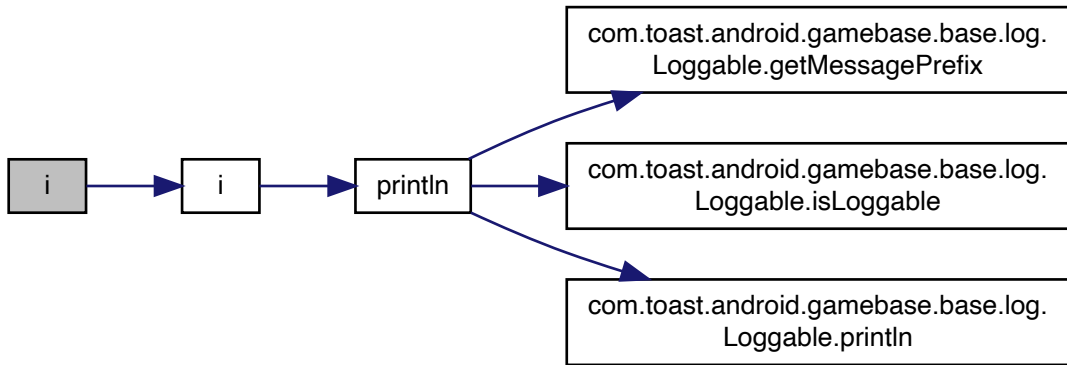 i
i
println
com.toast.android.gamebase.base.log.
Loggable.getMessagePrefix
com.toast.android.gamebase.base.log.
Loggable.isLoggable
com.toast.android.gamebase.base.log.
Loggable.println